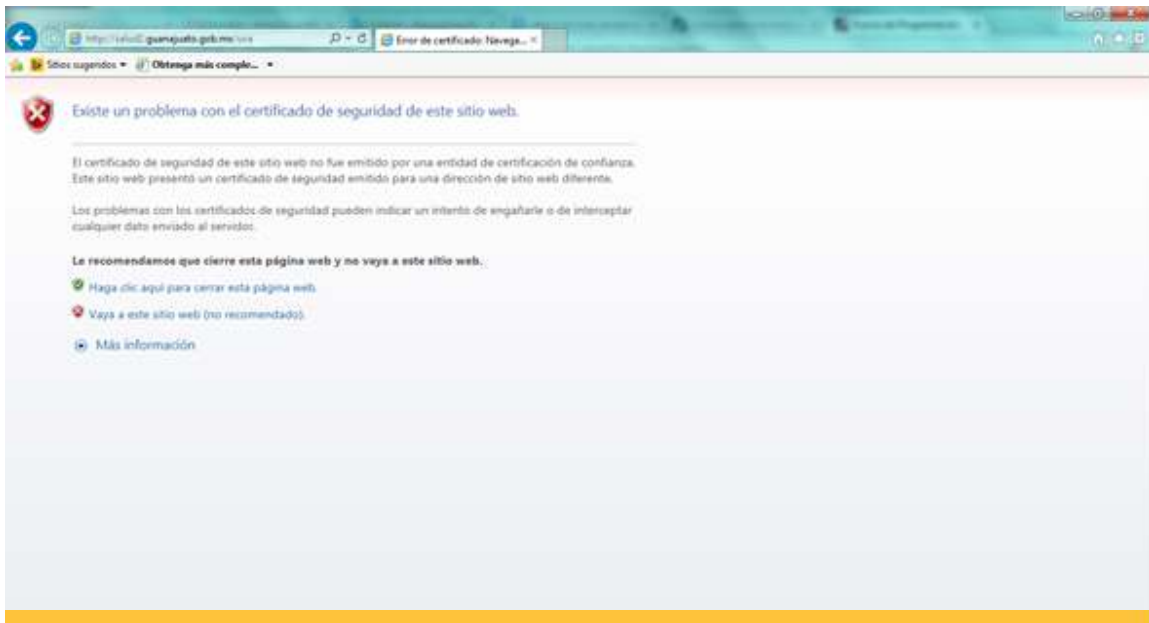 guanajuato.gob.mx
Error de certificado: Navega...
Sitios sugeridos
Obtenga más comple...
Existe un problema con el certificado de seguridad de este sitio web.
El certificado de seguridad de este sitio web no fue emitido por una entidad de certificación de confianza.
Este sitio web presentó un certificado de seguridad emitido para una dirección de sitio web diferente.
Los problemas con los certificados de seguridad pueden indicar un intento de engañarle o de interceptar
cualquier dato enviado al servidor.
Le recomendamos que cierre esta página web y no vaya a este sitio web.
Haga clic aquí para cerrar esta página web.
Vaya a este sitio web (no recomendado).
Más información